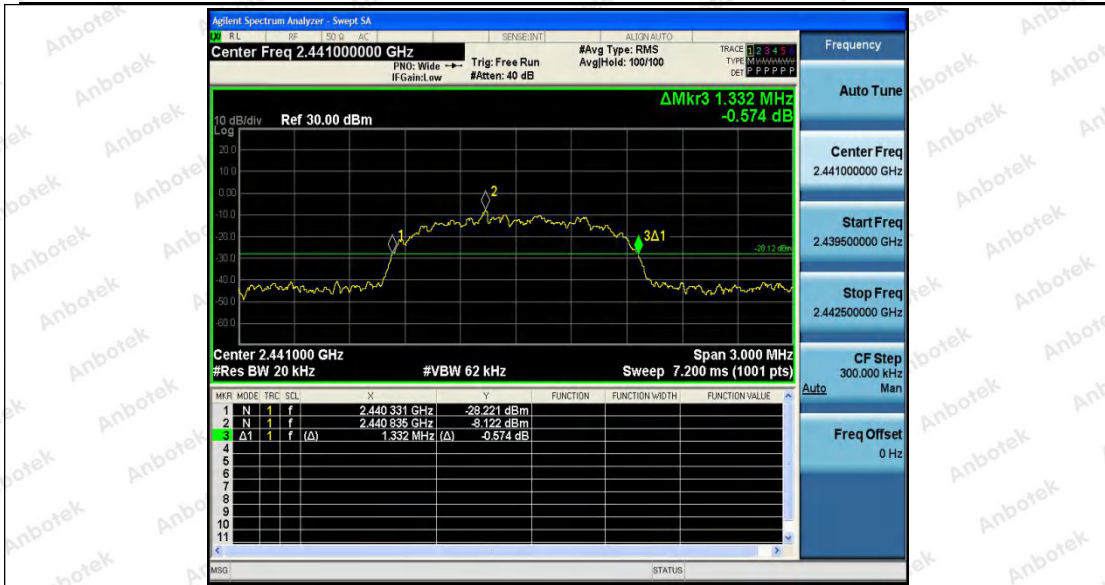 Agilent Spectrum Analyzer - Swept SA
LXI RL RF 50 Ω AC SENSE:INT ALIGN AUTO
Center Freq 2.441000000 GHz
PNO: Wide
IFGain:Low
Trig: Free Run
#Atten: 40 dB
#Avg Type: RMS
Avg|Hold: 100/100
TRACE 1 2 3 4 5 6
TYPE M
DET P P P P P P
ΔMkr3 1.332 MHz
-0.574 dB
10 dB/div Ref 30.00 dBm
Log
20.0
10.0
0.00
-10.0
-20.0
-30.0
-40.0
-50.0
-60.0
1
2
3Δ1
-28.12 dBm
Center 2.441000 GHz Span 3.000 MHz
#Res BW 20 kHz #VBW 62 kHz Sweep 7.200 ms (1001 pts)
MKR MODE TRC SCL X Y FUNCTION FUNCTION WIDTH FUNCTION VALUE
1 N 1 f 2.440 331 GHz -28.221 dBm
2 N 1 f 2.440 835 GHz -8.122 dBm
3 Δ1 1 f (Δ) 1.332 MHz (Δ) -0.574 dB
4
5
6
7
8
9
10
11
MSG STATUS
Frequency
Auto Tune
Center Freq
2.441000000 GHz
Start Freq
2.439500000 GHz
Stop Freq
2.442500000 GHz
CF Step
300.000 kHz
Auto Man
Freq Offset
0 Hz
Anbotek